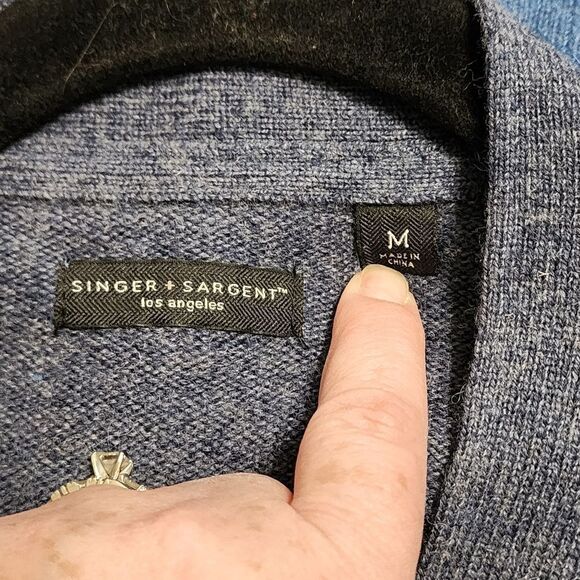 SINGER + SARGENT™
los angeles
M
MADE IN
CHINA